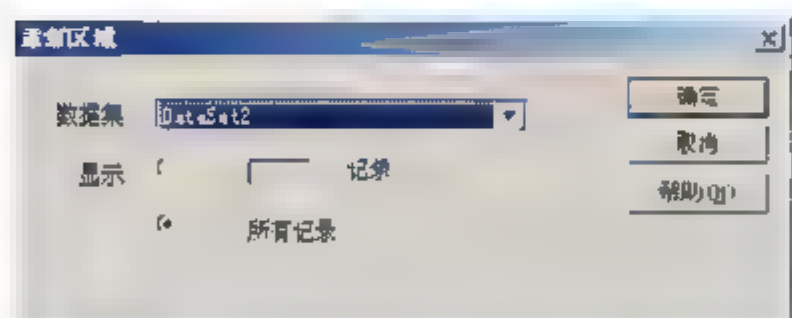 重复区域
数据集 DataSet2
确定
取消
显示 记录
帮助(H)
所有记录